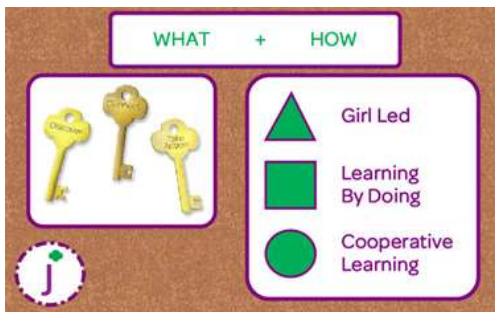 WHAT + HOW
Discover
Connect
Take
Action
Girl Led
Learning
By Doing
Cooperative
Learning
j